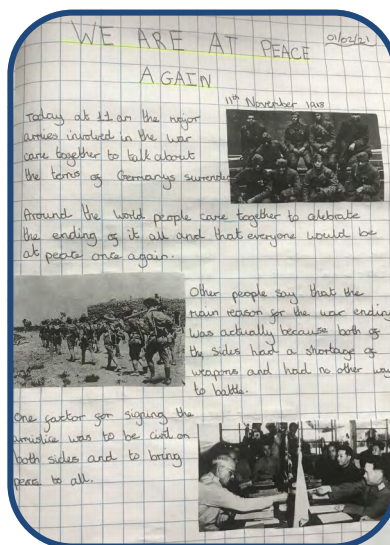 WE ARE AT PEACE
01/02/21
AGAIN
11th November 1918
Today at 11 am the major
armies involved in the war
came together to talk about
the terms of Germanys surrender
Around the world people came together to celebrate
the ending of it all and that everyone would be
at peace once again.
Other people say that the
main reason for the war ending
was actually because both of
the sides had a shortage of
weapons and had no other way
to battle.
One factor for signing the
armistice was to be civil on
both sides and to bring
peace to all.